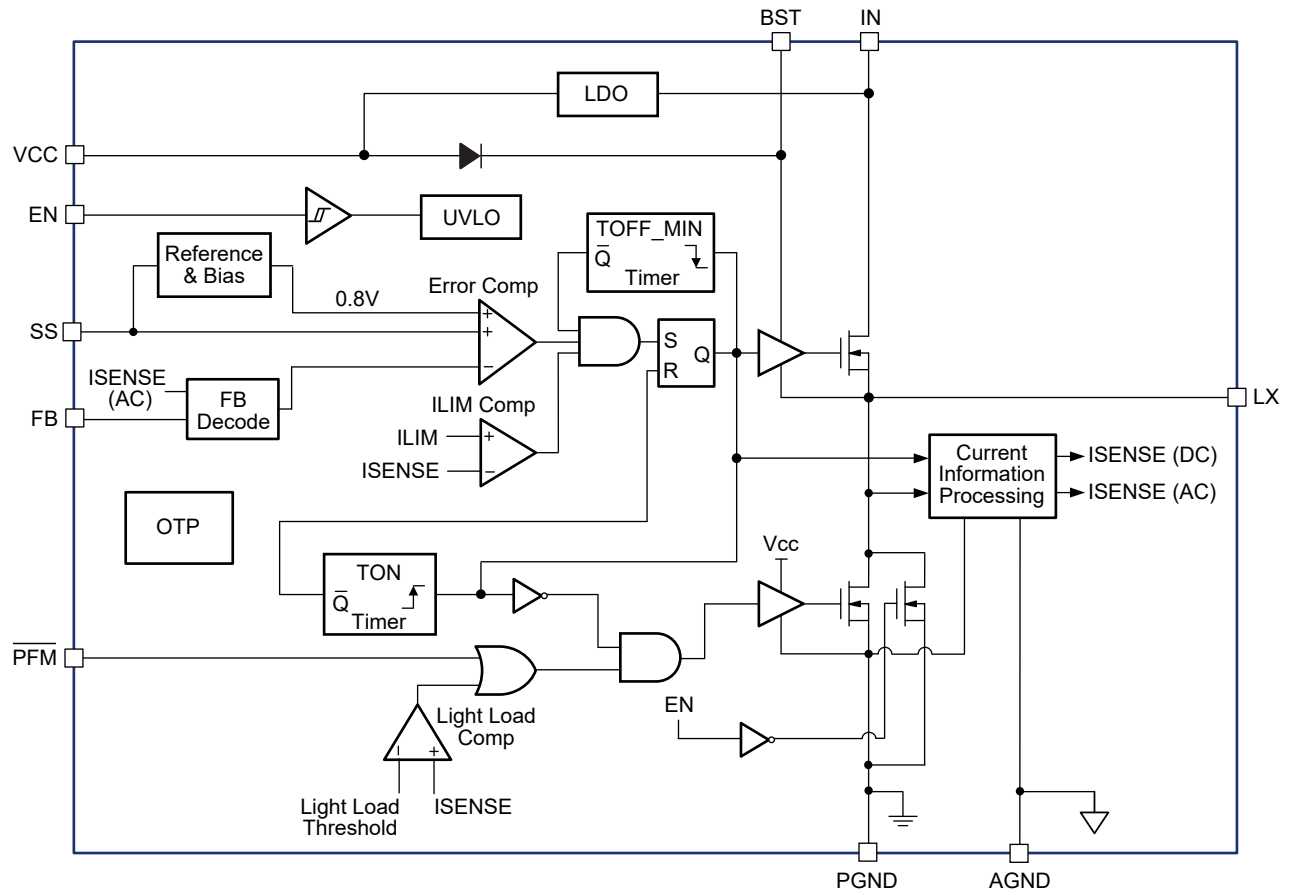 BST
IN
LDO
VCC
EN
UVLO
TOFF_MIN
Q̅
Timer
Reference
& Bias
0.8V
Error Comp
+
+
−
SS
S
R
Q
ISENSE
(AC)
FB
FB
Decode
ILIM Comp
ILIM
+
ISENSE
−
LX
Current
Information
Processing
ISENSE (DC)
ISENSE (AC)
OTP
Vcc
TON
Q̅
Timer
P̅F̅M̅
EN
Light Load
Comp
−
+
Light Load
Threshold
ISENSE
PGND
AGND